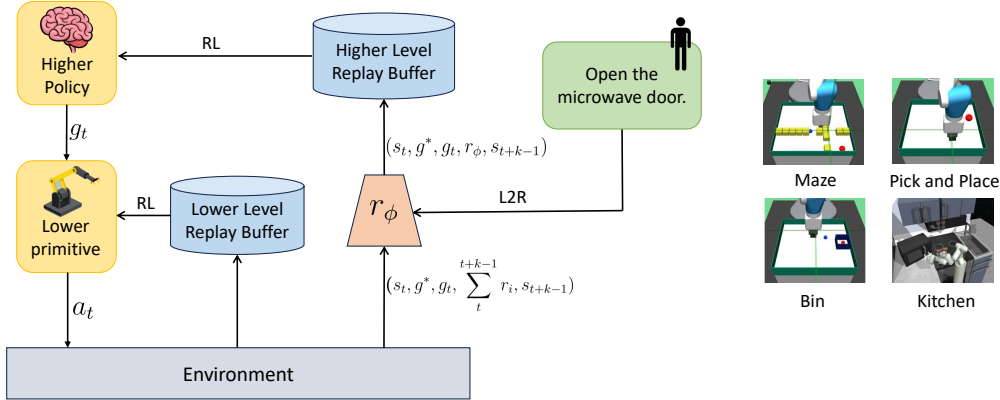 Higher
Policy
RL
Higher Level
Replay Buffer
Open the
microwave door.
g_t
(s_t, g^*, g_t, r_ϕ, s_{t+k-1})
Lower
primitive
RL
Lower Level
Replay Buffer
r_ϕ
L2R
a_t
(s_t, g^*, g_t, \sum_{t}^{t+k-1} r_i, s_{t+k-1})
Environment
Maze
Pick and Place
Bin
Kitchen